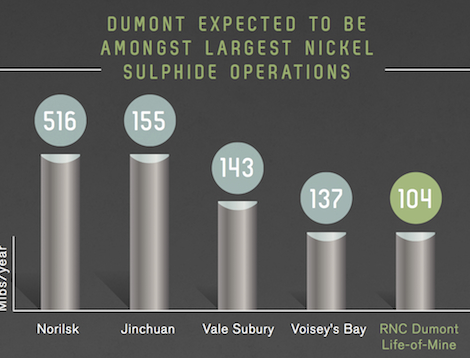 DUMONT EXPECTED TO BE
AMONGST LARGEST NICKEL
SULPHIDE OPERATIONS
516
155
143
137
104
Mlbs/year
Norilsk
Jinchuan
Vale Subury
Voisey's Bay
RNC Dumont
Life-of-Mine